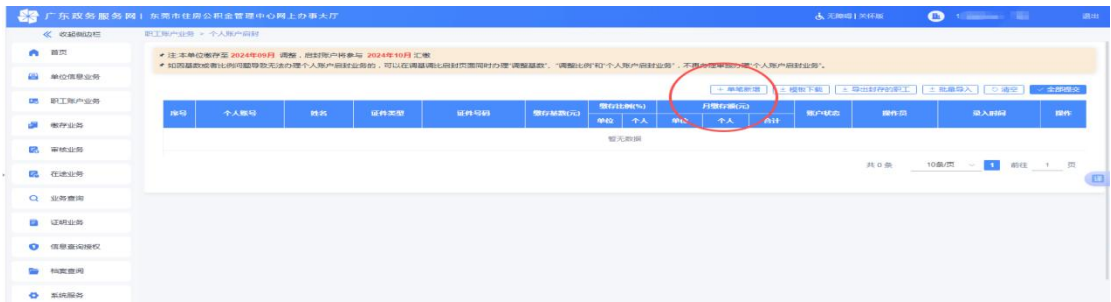 广东政务服务网 | 东莞市住房公积金管理中心网上办事大厅
无障碍 | 关怀版
退出
收起侧边栏
职工账户业务 > 个人账户启封
首页
单位信息业务
职工账户业务
缴存业务
审核业务
在途业务
业务查询
证明业务
信息查询授权
档案查询
系统服务
注:本单位缴存至 2024年09月 调整,启封账户将参与 2024年10月 汇缴
如因基数或者比例问题导致无法办理个人账户启封业务的,可以在调基调比启封页面同时办理“调整基数”、“调整比例”和“个人账户启封业务”,不再办理单独办理“个人账户启封业务”。
+ 单或新增 模板下载 导出封存的职工 批量导入 清空 全部提交
序号 个人账号 姓名 证件类型 证件号码 缴存基数(元) 缴存比例(%) 月缴存额(元) 账户状态 操作员 录入时间 操作
单位 个人 单位 个人 合计
暂无数据
共 0 条 10条/页 1 前往 1 页